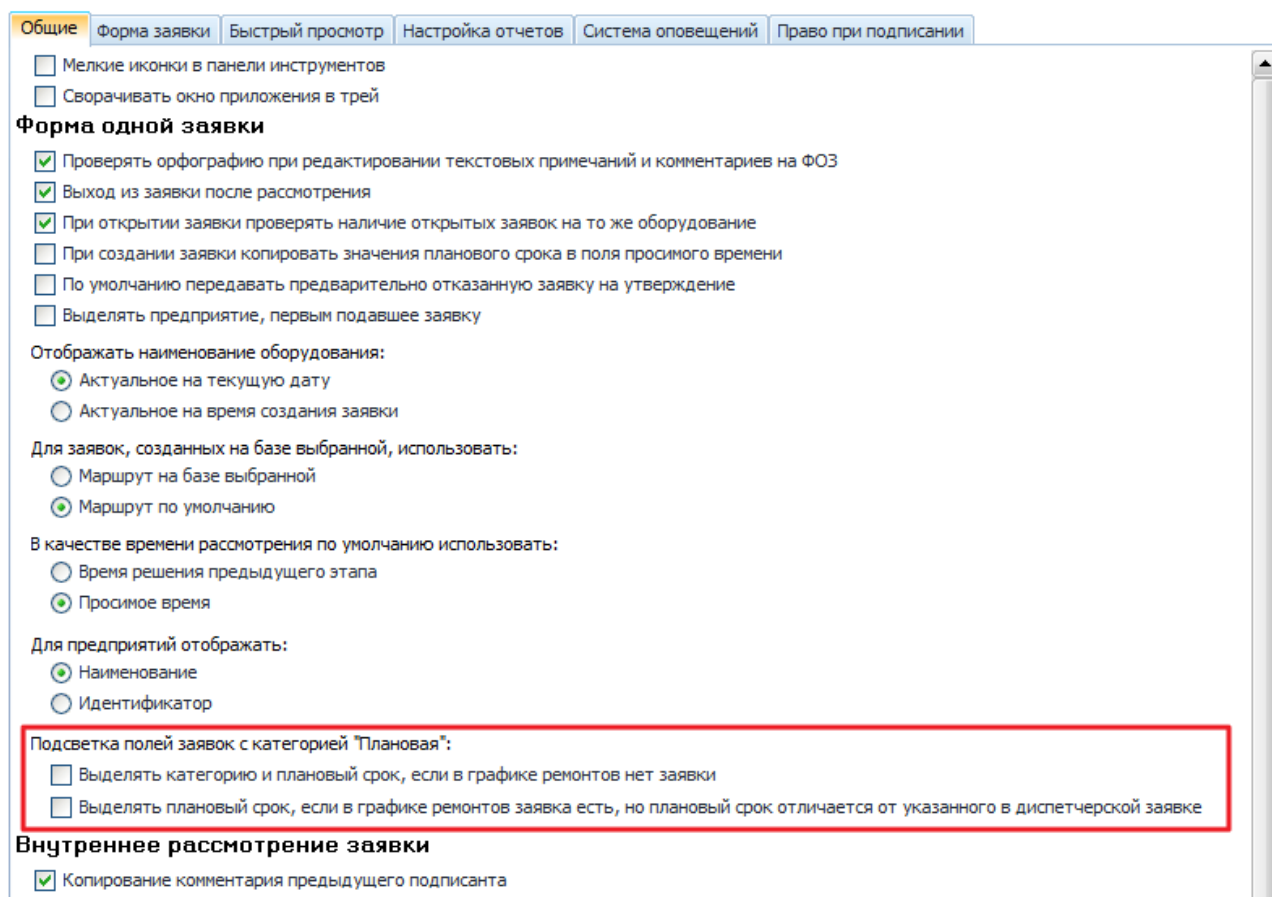 Общие Форма заявки Быстрый просмотр Настройка отчетов Система оповещений Право при подписании
Мелкие иконки в панели инструментов
Сворачивать окно приложения в трей
Форма одной заявки
Проверять орфографию при редактировании текстовых примечаний и комментариев на ФОЗ
Выход из заявки после рассмотрения
При открытии заявки проверять наличие открытых заявок на то же оборудование
При создании заявки копировать значения планового срока в поля просимого времени
По умолчанию передавать предварительно отказанную заявку на утверждение
Выделять предприятие, первым подавшее заявку
Отображать наименование оборудования:
Актуальное на текущую дату
Актуальное на время создания заявки
Для заявок, созданных на базе выбранной, использовать:
Маршрут на базе выбранной
Маршрут по умолчанию
В качестве времени рассмотрения по умолчанию использовать:
Время решения предыдущего этапа
Просимое время
Для предприятий отображать:
Наименование
Идентификатор
Подсветка полей заявок с категорией "Плановая":
Выделять категорию и плановый срок, если в графике ремонтов нет заявки
Выделять плановый срок, если в графике ремонтов заявка есть, но плановый срок отличается от указанного в диспетчерской заявке
Внутреннее рассмотрение заявки
Копирование комментария предыдущего подписанта